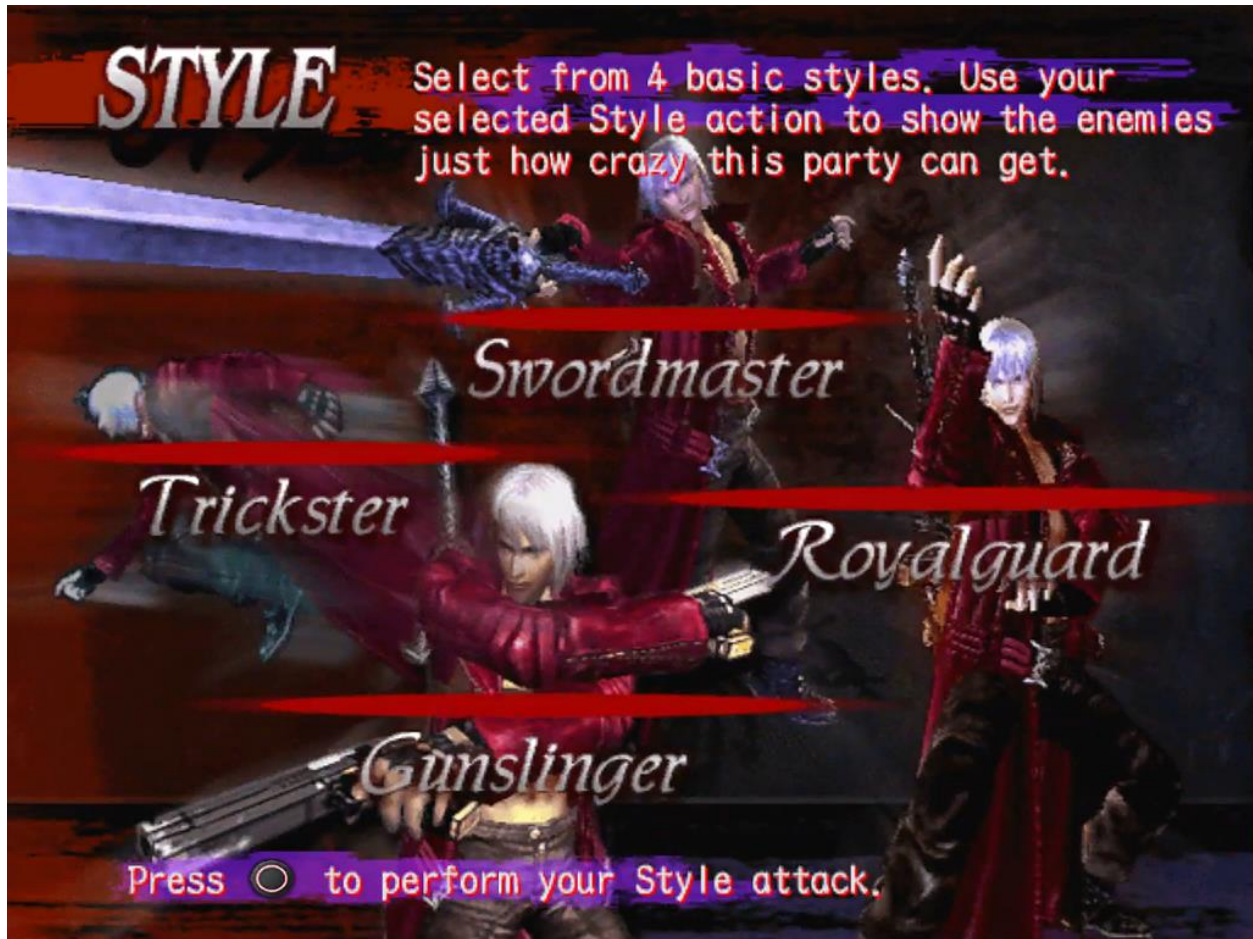 STYLE
Select from 4 basic styles. Use your
selected Style action to show the enemies
just how crazy this party can get.
Swordmaster
Trickster
Royalguard
Gunslinger
Press ○ to perform your Style attack.